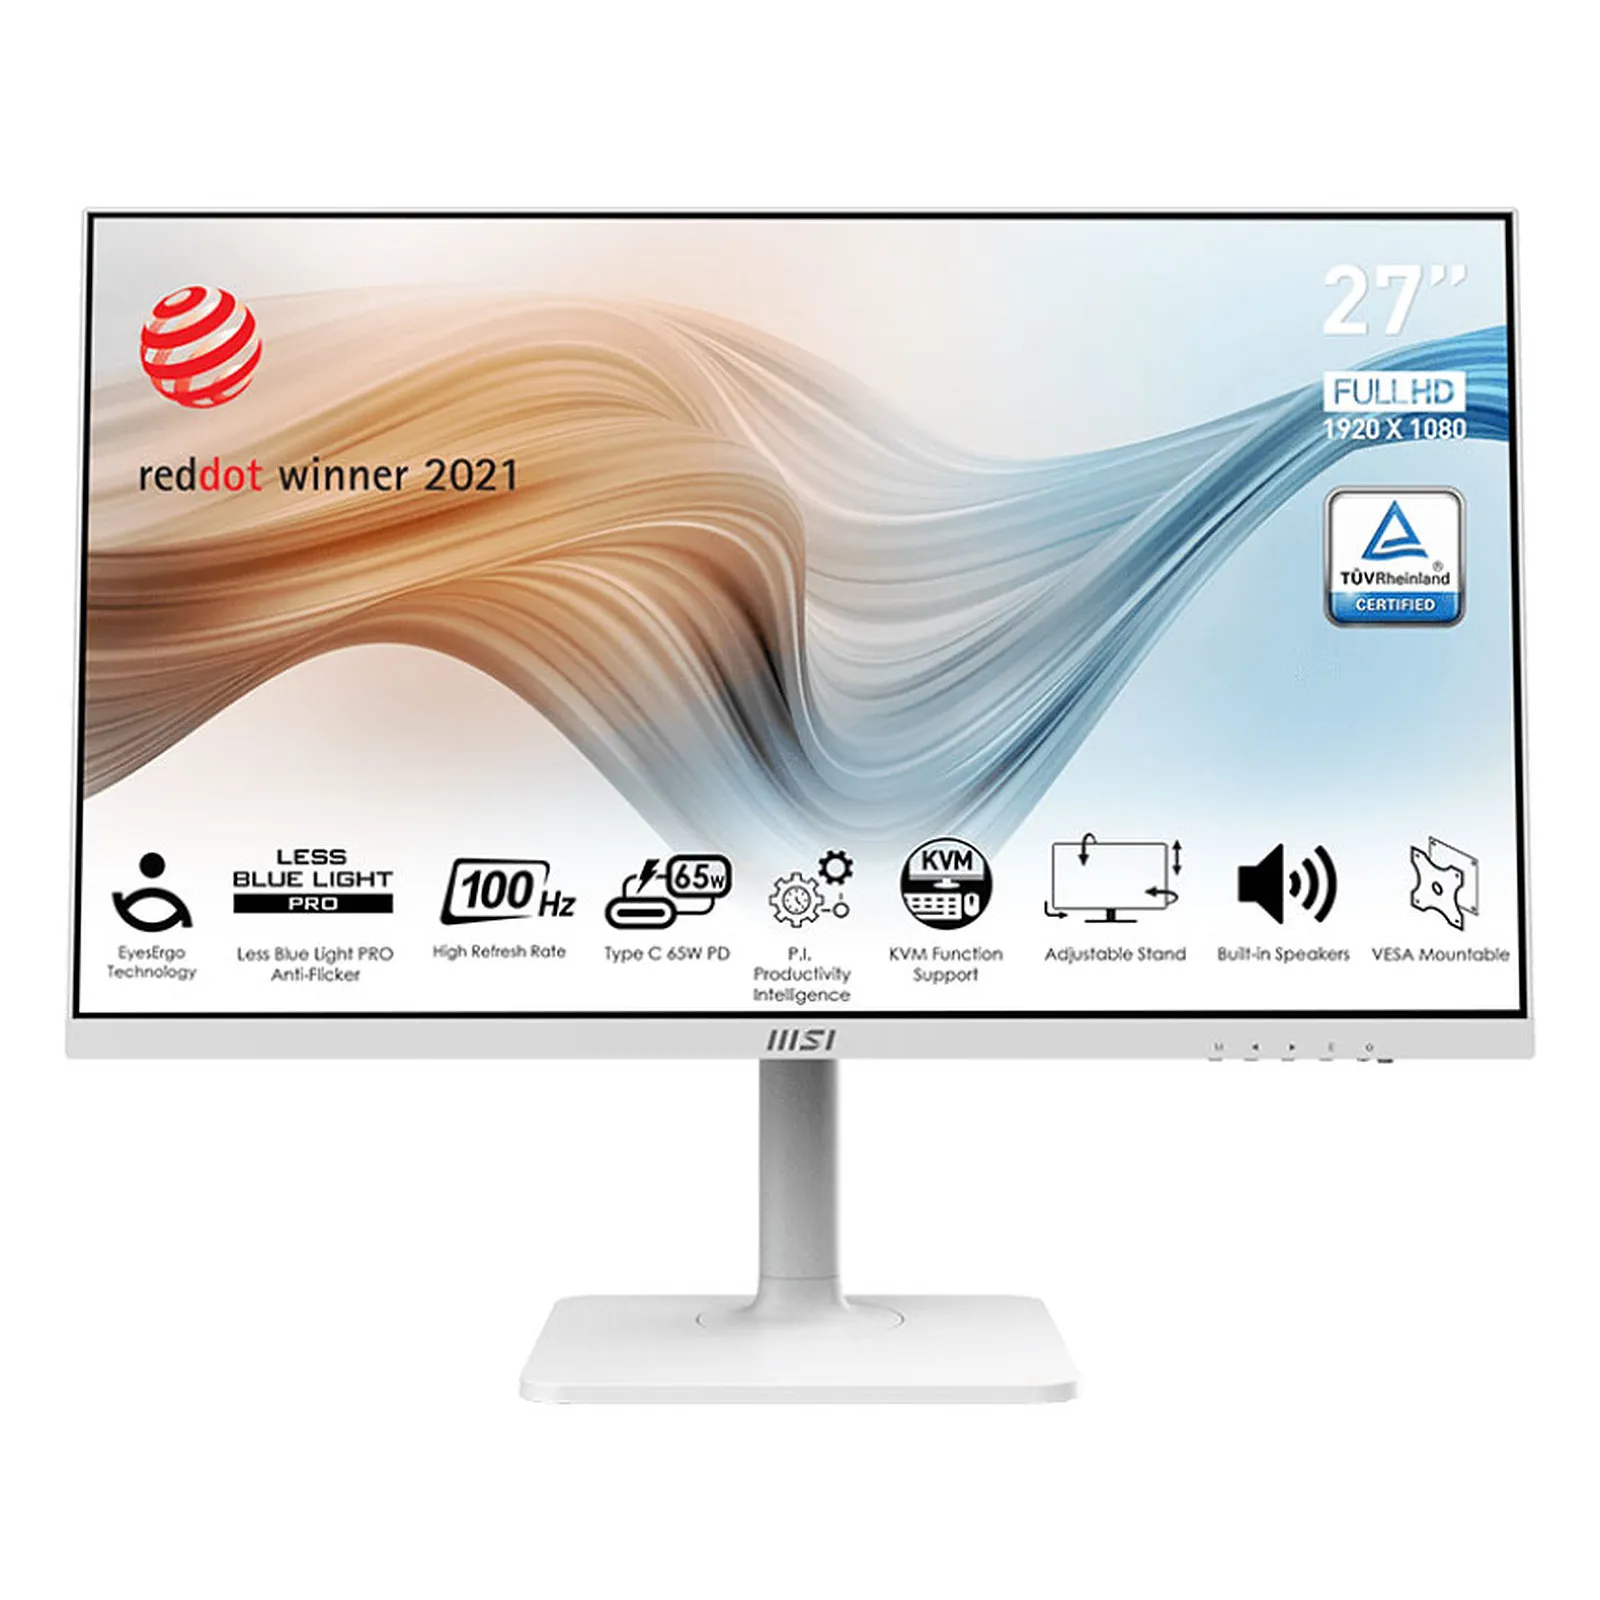 27”
FULL HD
1920 X 1080
reddot winner 2021
TÜVRheinland®
CERTIFIED
LESS
BLUE LIGHT
PRO
100 Hz
65W
KVM
EyesErgo
Technology
Less Blue Light PRO
Anti-Flicker
High Refresh Rate
Type C 65W PD
P.I.
Productivity
Intelligence
KVM Function
Support
Adjustable Stand
Built-in Speakers
VESA Mountable
MSI